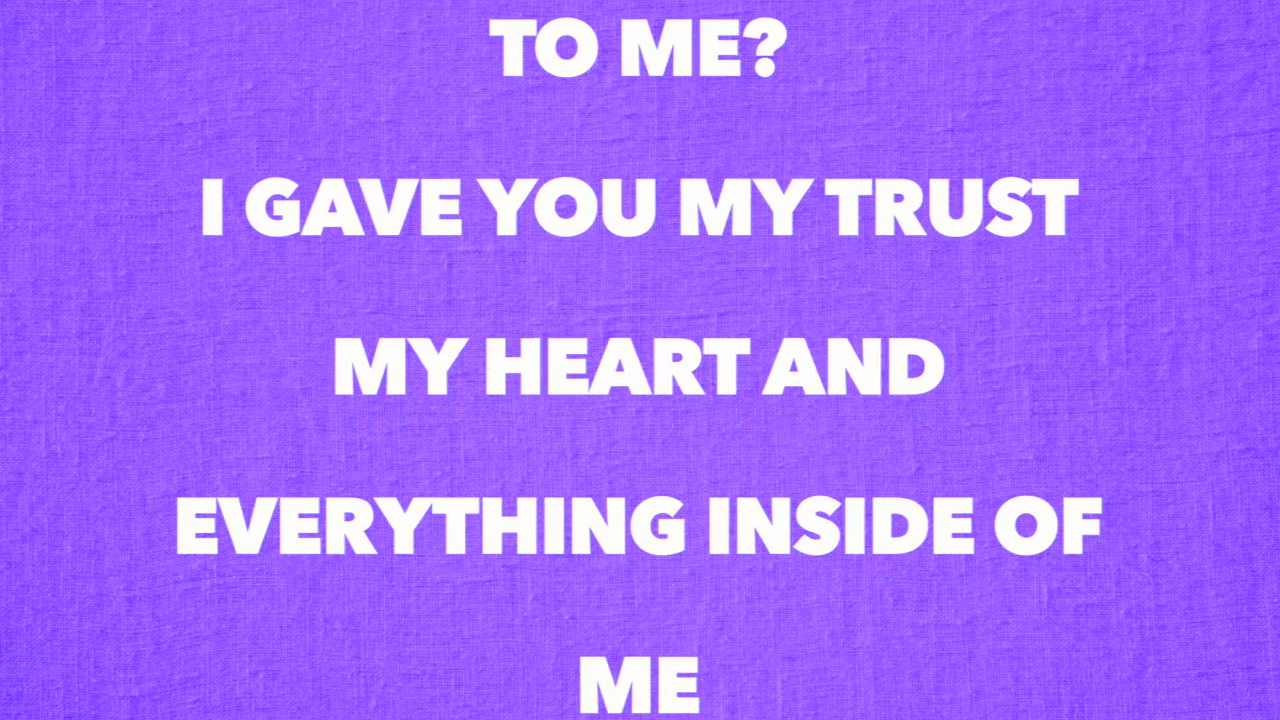 TO ME?
I GAVE YOU MY TRUST
MY HEART AND
EVERYTHING INSIDE OF
ME